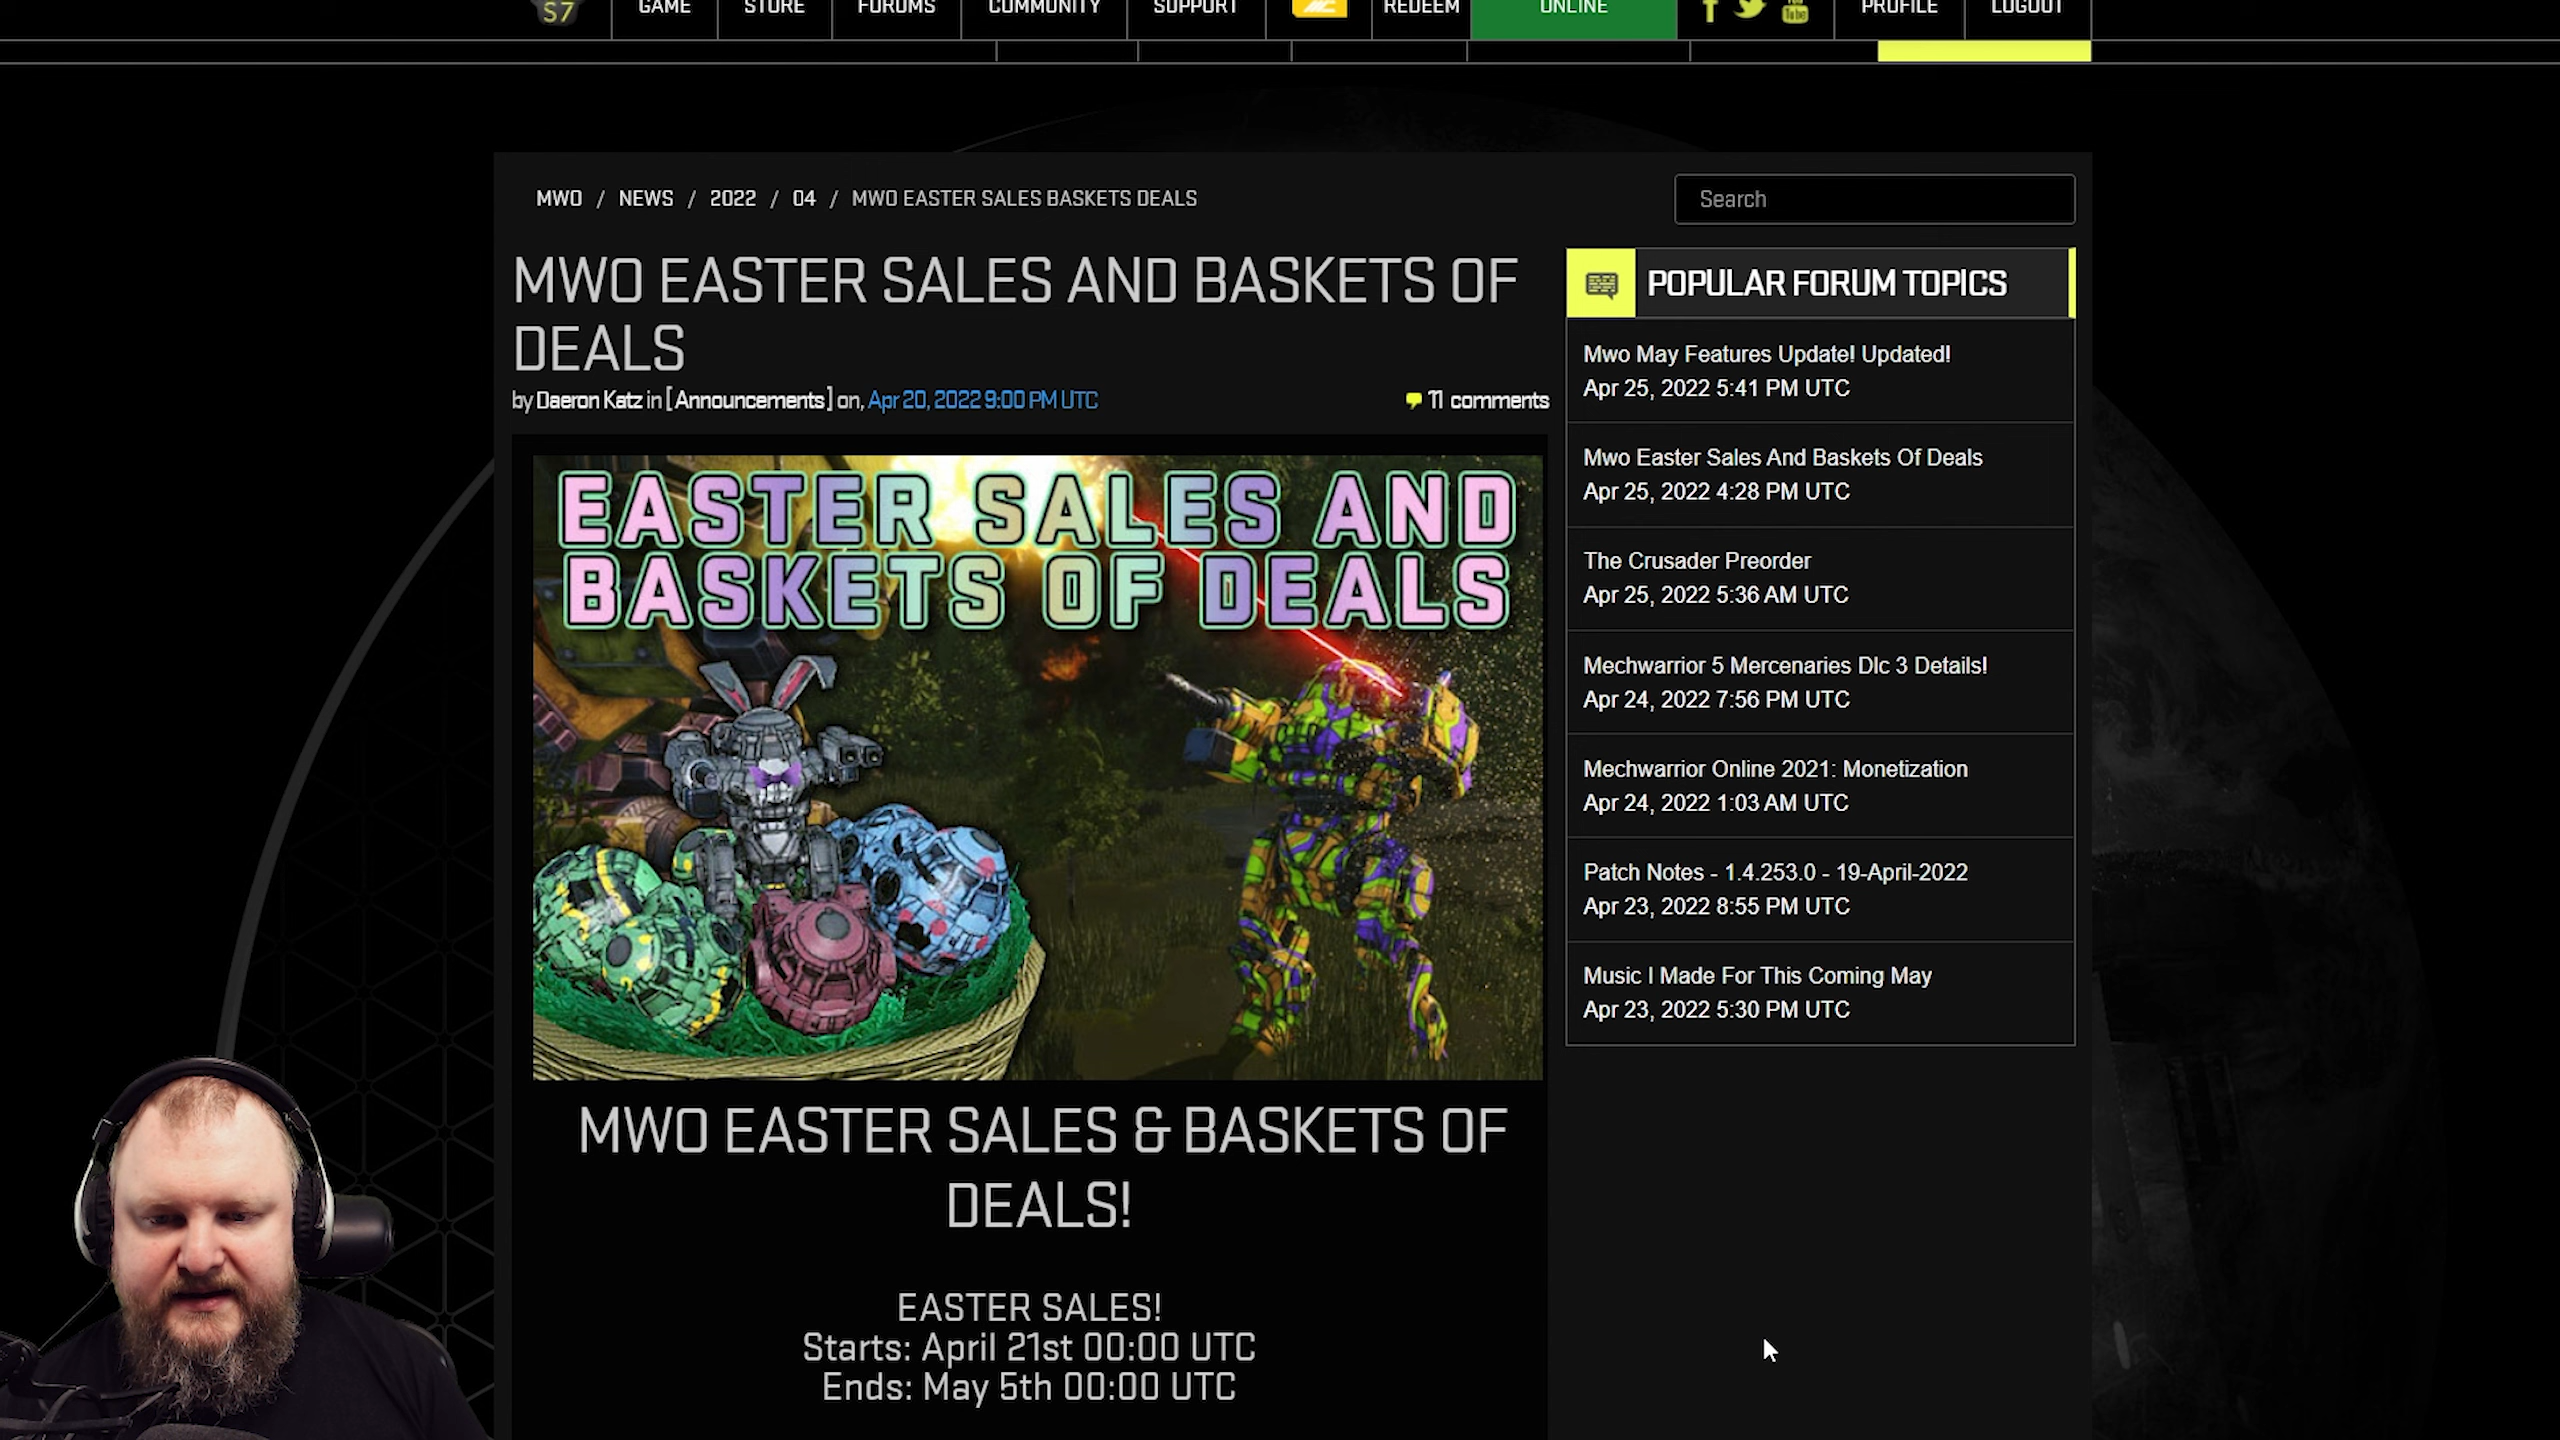 S7
GAME
STORE
FORUMS
COMMUNITY
SUPPORT
MC
REDEEM
ONLINE
You Tube
PROFILE
LOGOUT
MWO / NEWS / 2022 / 04 / MWO EASTER SALES BASKETS DEALS
Search
MWO EASTER SALES AND BASKETS OF
DEALS
by Daeron Katz in [Announcements] on, Apr 20, 2022 9:00 PM UTC
11 comments
EASTER SALES AND
BASKETS OF DEALS
MWO EASTER SALES & BASKETS OF
DEALS!
EASTER SALES!
Starts: April 21st 00:00 UTC
Ends: May 5th 00:00 UTC
POPULAR FORUM TOPICS
Mwo May Features Update! Updated!
Apr 25, 2022 5:41 PM UTC
Mwo Easter Sales And Baskets Of Deals
Apr 25, 2022 4:28 PM UTC
The Crusader Preorder
Apr 25, 2022 5:36 AM UTC
Mechwarrior 5 Mercenaries Dlc 3 Details!
Apr 24, 2022 7:56 PM UTC
Mechwarrior Online 2021: Monetization
Apr 24, 2022 1:03 AM UTC
Patch Notes - 1.4.253.0 - 19-April-2022
Apr 23, 2022 8:55 PM UTC
Music I Made For This Coming May
Apr 23, 2022 5:30 PM UTC